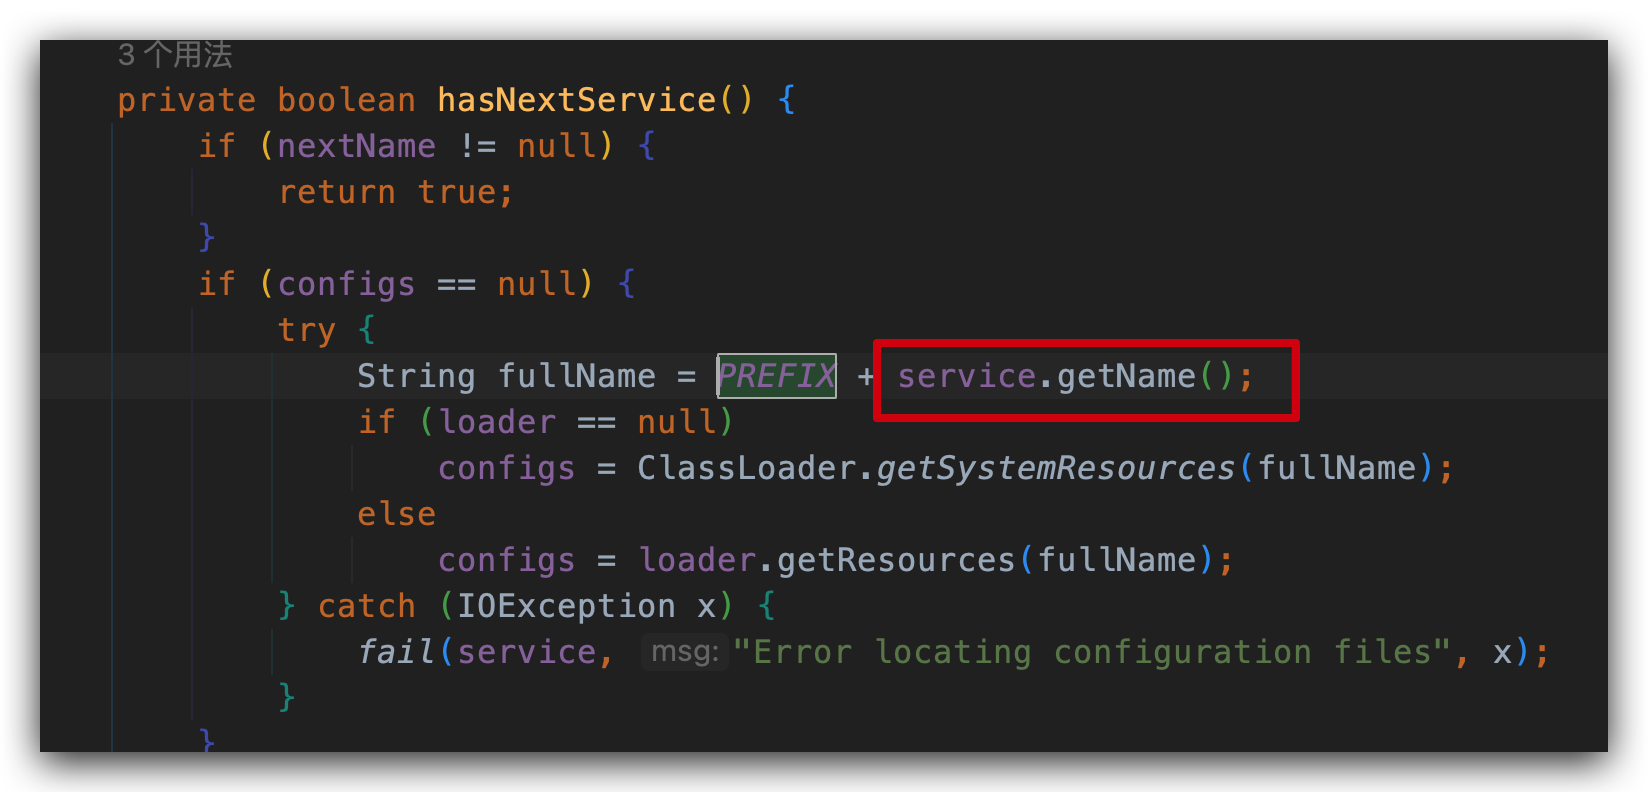 3 个用法
private boolean hasNextService() {
if (nextName != null) {
return true;
}
if (configs == null) {
try {
String fullName = PREFIX + service.getName();
if (loader == null)
configs = ClassLoader.getSystemResources(fullName);
else
configs = loader.getResources(fullName);
} catch (IOException x) {
fail(service, msg: "Error locating configuration files", x);
}
}